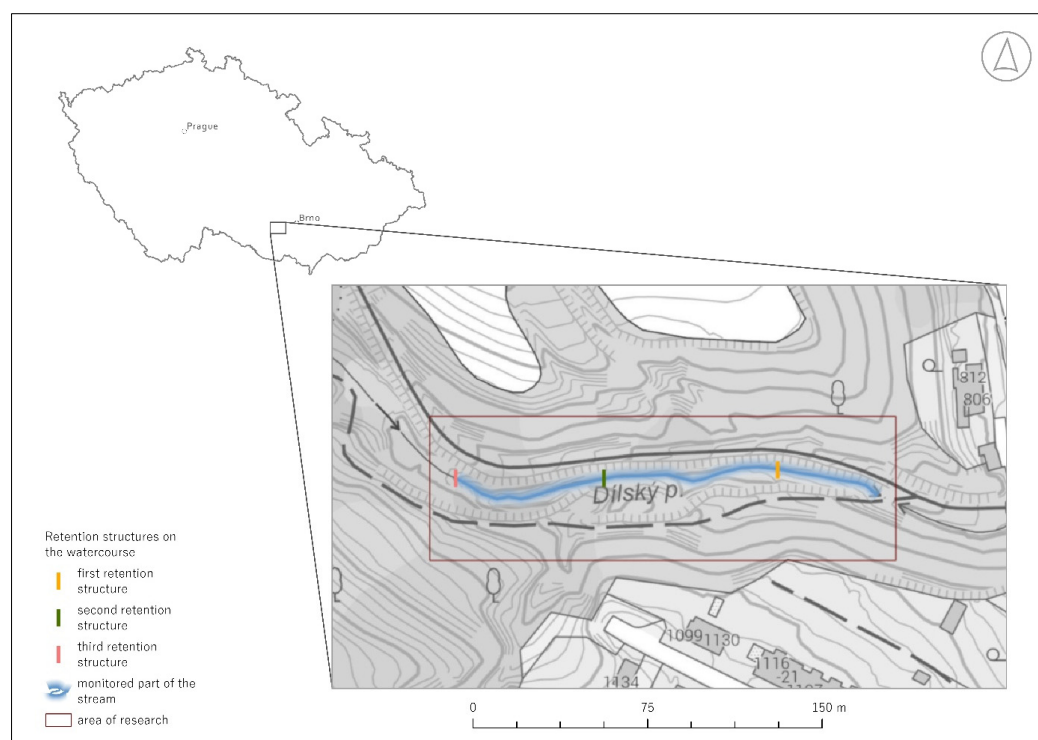 Prague
Brno
812
806
Dílský p.
1099
1130
1116
-21
1134
Retention structures on
the watercourse
first retention
structure
second retention
structure
third retention
structure
monitored part of the
stream
area of research
0
75
150 m